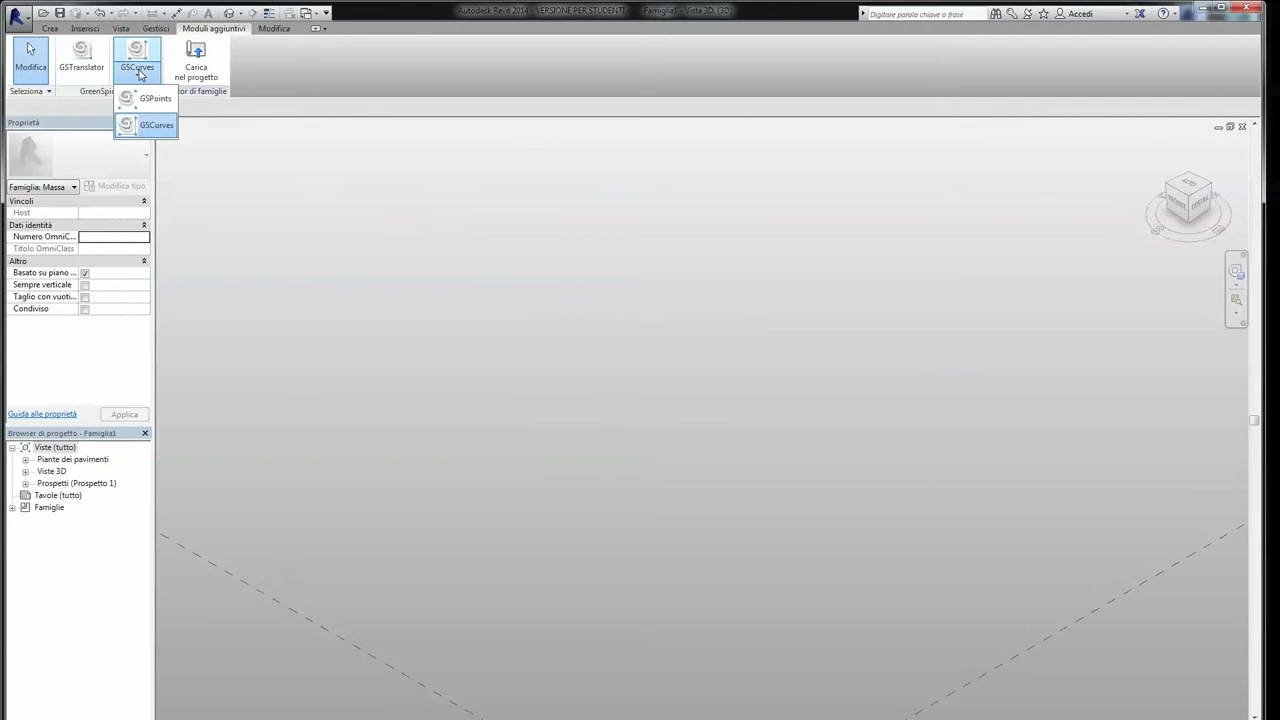 Autodesk Revit 2014 - VERSIONE PER STUDENTI
Famiglia1 - Vista 3D: {3D}
Digitare parola chiave o frase
Accedi
Crea
Inserisci
Vista
Gestisci
Moduli aggiuntivi
Modifica
Modifica
GSTranslator
GSCurves
Carica
nel progetto
Seleziona
GreenSpi
tor di famiglie
GSPoints
GSCurves
Proprietà
Famiglia: Massa
Modifica tipo
Vincoli
Host
Dati identità
Numero OmniC...
Titolo OmniClass
Altro
Basato su piano ...
Sempre verticale
Taglio con vuoti...
Condiviso
Guida alle proprietà
Applica
Browser di progetto - Famiglia1
Viste (tutto)
Piante dei pavimenti
Viste 3D
Prospetti (Prospetto 1)
Tavole (tutto)
Famiglie